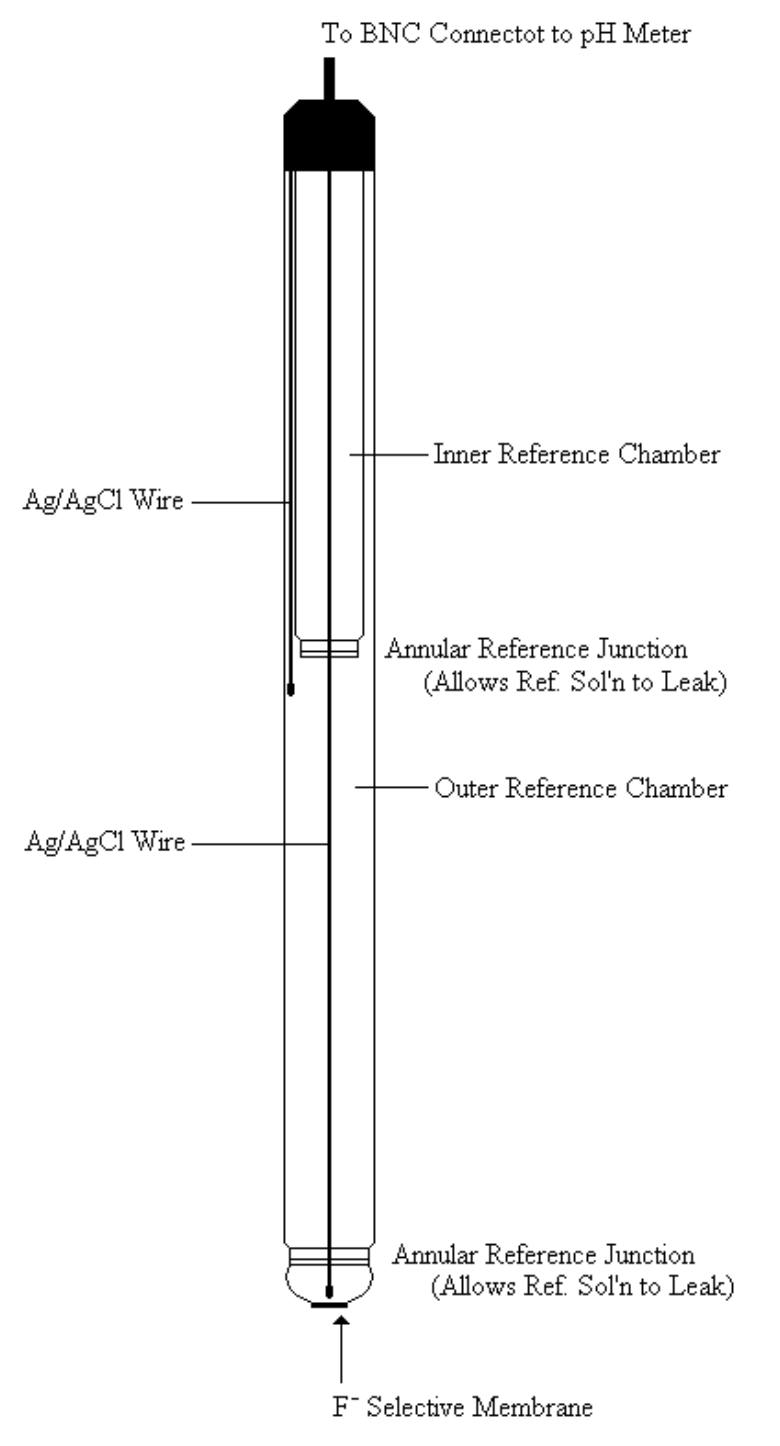 To BNC Connectot to pH Meter
Inner Reference Chamber
Ag/AgCl Wire
Annular Reference Junction
(Allows Ref. Sol'n to Leak)
Outer Reference Chamber
Ag/AgCl Wire
Annular Reference Junction
(Allows Ref. Sol'n to Leak)
F⁻ Selective Membrane